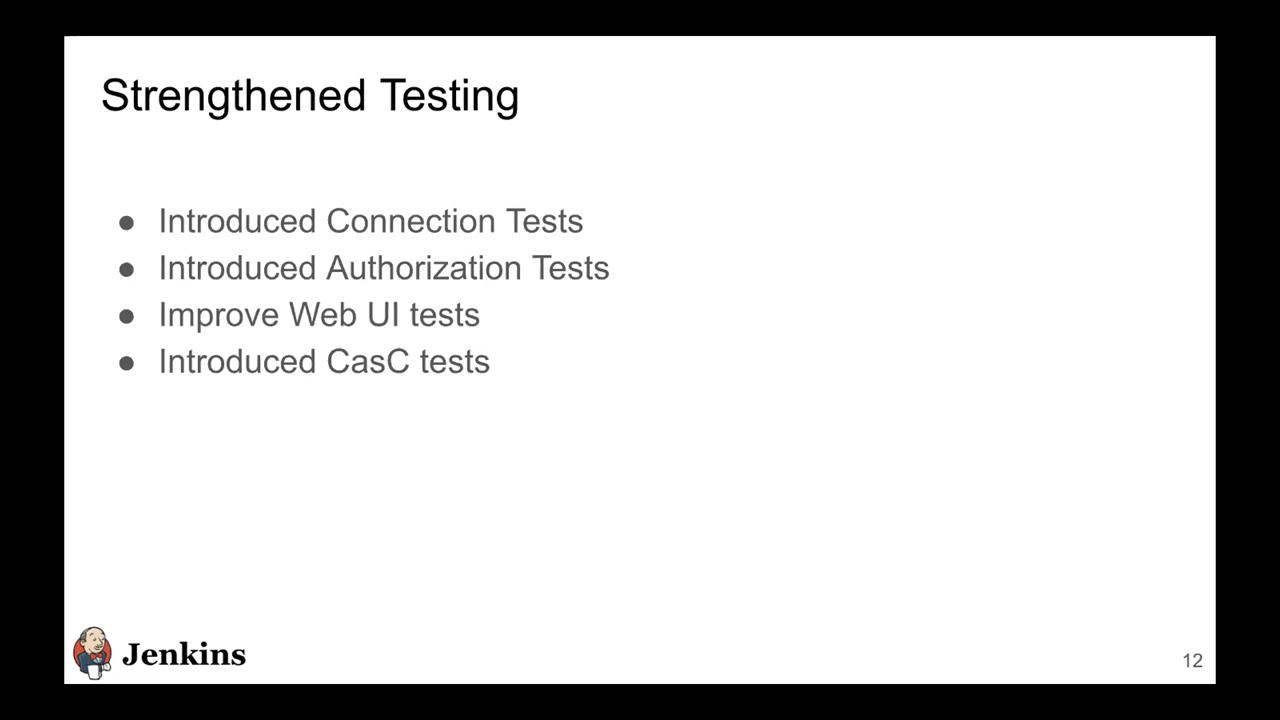 Strengthened Testing
● Introduced Connection Tests
● Introduced Authorization Tests
● Improve Web UI tests
● Introduced CasC tests
Jenkins
12